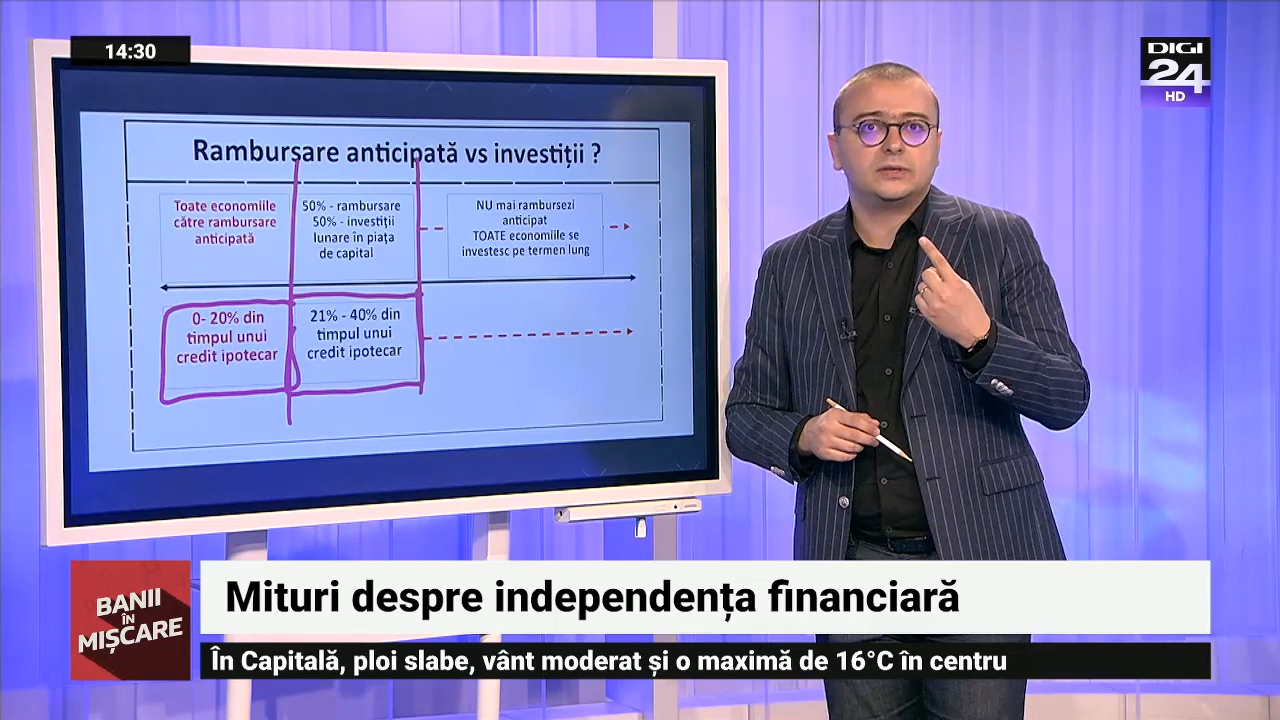 14:30
DIGI
24
HD
Rambursare anticipată vs investiții ?
Toate economiile
către rambursare
anticipată
50% - rambursare
50% - investiții
lunare în piața
de capital
NU mai rambursezi
anticipat
TOATE economiile se
investesc pe termen lung
0- 20% din
timpul unui
credit ipotecar
21% - 40% din
timpul unui
credit ipotecar
BANII
ÎN
MIȘCARE
Mituri despre independența financiară
În Capitală, ploi slabe, vânt moderat și o maximă de 16°C în centru